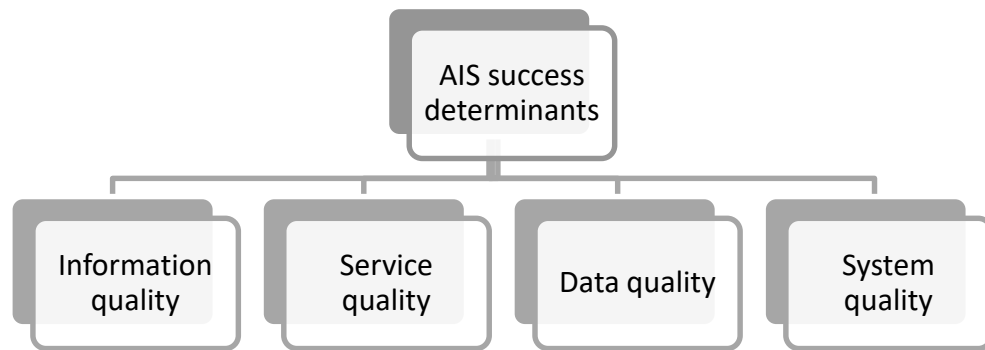 AIS success
determinants
Information
quality
Service
quality
Data quality
System
quality